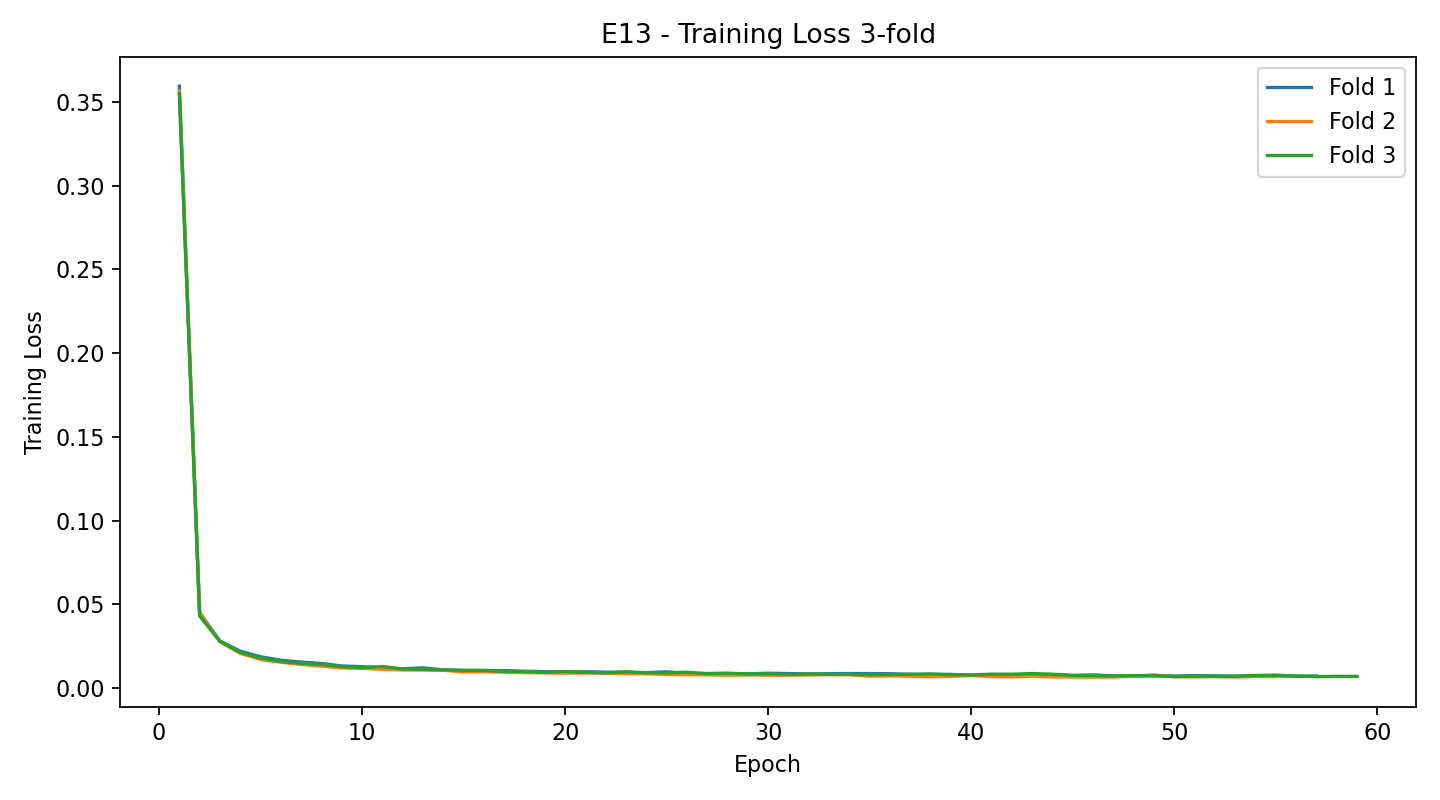 E13 - Training Loss 3-fold
Fold 1
Fold 2
Fold 3
Training Loss
0.35
0.30
0.25
0.20
0.15
0.10
0.05
0.00
0 10 20 30 40 50 60
Epoch